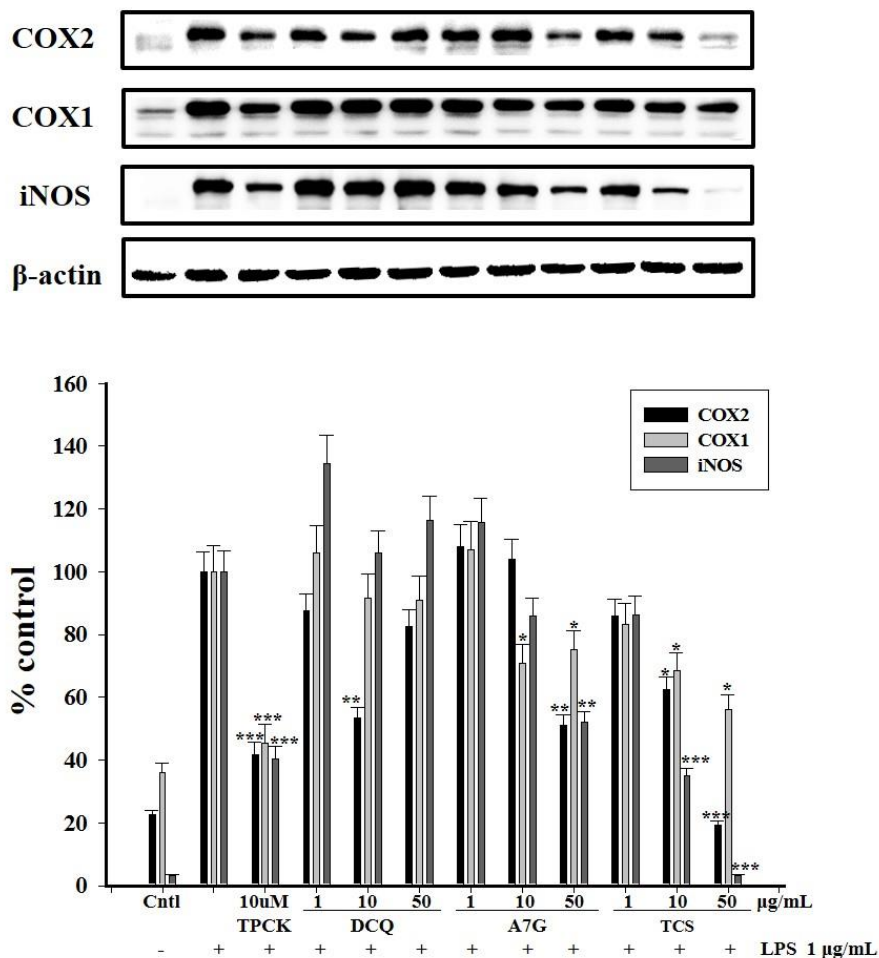 COX2
COX1
iNOS
β-actin
160
140
120
100
80
60
40
20
0
% control
COX2
COX1
iNOS
*** *** ***
**
*
** * **
* * ***
*** * ***
Cntl 10uM 1 10 50 1 10 50 1 10 50 μg/mL
TPCK DCQ A7G TCS
- + + + + + + + + + + + LPS 1 μg/mL